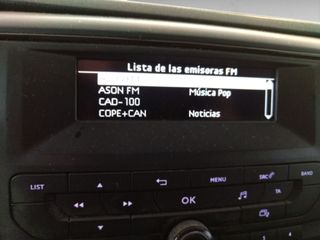 Lista de las emisoras FM
ASON FM Música Pop
CAD-100
COPE+CAN Noticias
LIST
MENU
SRC
BAND
OK
TA